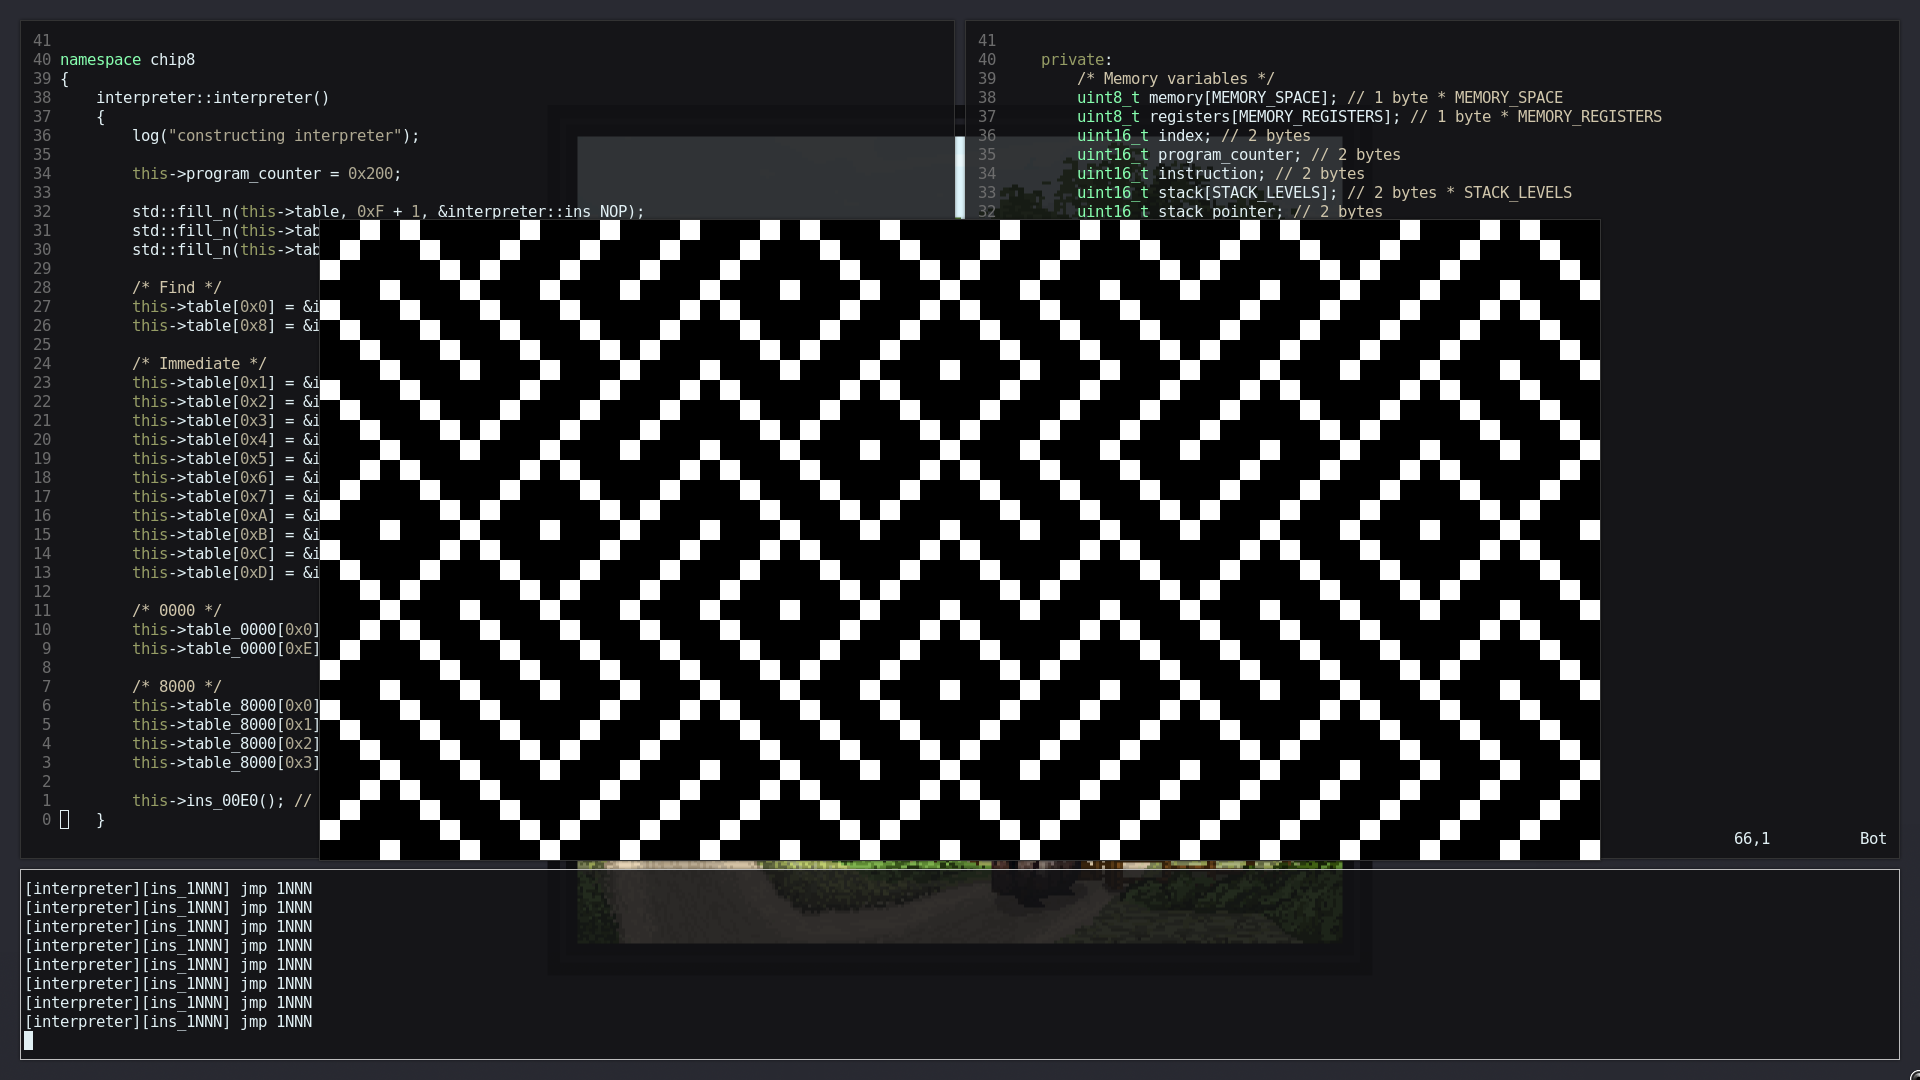 41
40 namespace chip8
39 {
38     interpreter::interpreter()
37     {
36         log("constructing interpreter");
35
34         this->program_counter = 0x200;
33
32         std::fill_n(this->table, 0xF + 1, &interpreter::ins_NOP);
31         std::fill_n(this->tab
30         std::fill_n(this->tab
29
28         /* Find */
27         this->table[0x0] = &i
26         this->table[0x8] = &i
25
24         /* Immediate */
23         this->table[0x1] = &i
22         this->table[0x2] = &i
21         this->table[0x3] = &i
20         this->table[0x4] = &i
19         this->table[0x5] = &i
18         this->table[0x6] = &i
17         this->table[0x7] = &i
16         this->table[0xA] = &i
15         this->table[0xB] = &i
14         this->table[0xC] = &i
13         this->table[0xD] = &i
12
11         /* 0000 */
10         this->table_0000[0x0]
9         this->table_0000[0xE]
8
7         /* 8000 */
6         this->table_8000[0x0]
5         this->table_8000[0x1]
4         this->table_8000[0x2]
3         this->table_8000[0x3]
2
1         this->ins_00E0(); //
0     }
41
40     private:
39         /* Memory variables */
38         uint8_t memory[MEMORY_SPACE]; // 1 byte * MEMORY_SPACE
37         uint8_t registers[MEMORY_REGISTERS]; // 1 byte * MEMORY_REGISTERS
36         uint16_t index; // 2 bytes
35         uint16_t program_counter; // 2 bytes
34         uint16_t instruction; // 2 bytes
33         uint16_t stack[STACK_LEVELS]; // 2 bytes * STACK_LEVELS
32         uint16_t stack_pointer; // 2 bytes
66,1 Bot
[interpreter][ins_1NNN] jmp 1NNN
[interpreter][ins_1NNN] jmp 1NNN
[interpreter][ins_1NNN] jmp 1NNN
[interpreter][ins_1NNN] jmp 1NNN
[interpreter][ins_1NNN] jmp 1NNN
[interpreter][ins_1NNN] jmp 1NNN
[interpreter][ins_1NNN] jmp 1NNN
[interpreter][ins_1NNN] jmp 1NNN